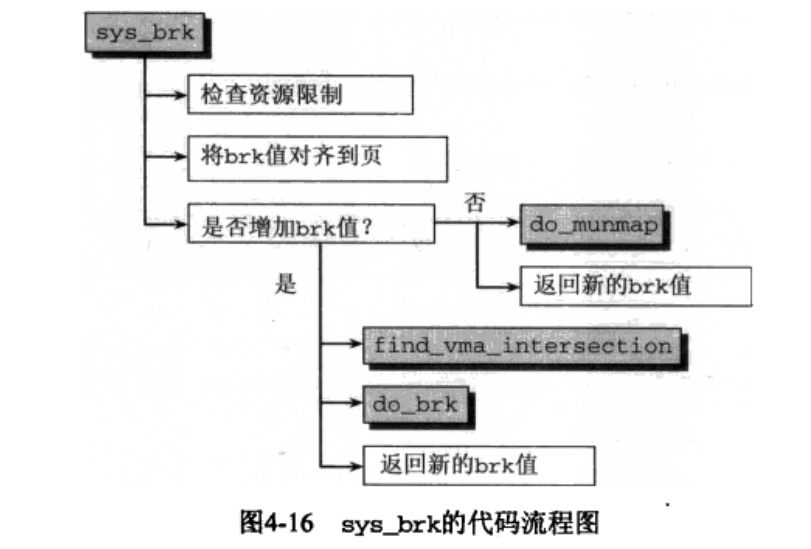 sys_brk
检查资源限制
将brk值对齐到页
是否增加brk值?
否
do_munmap
返回新的brk值
是
find_vma_intersection
do_brk
返回新的brk值
图4-16 sys_brk的代码流程图